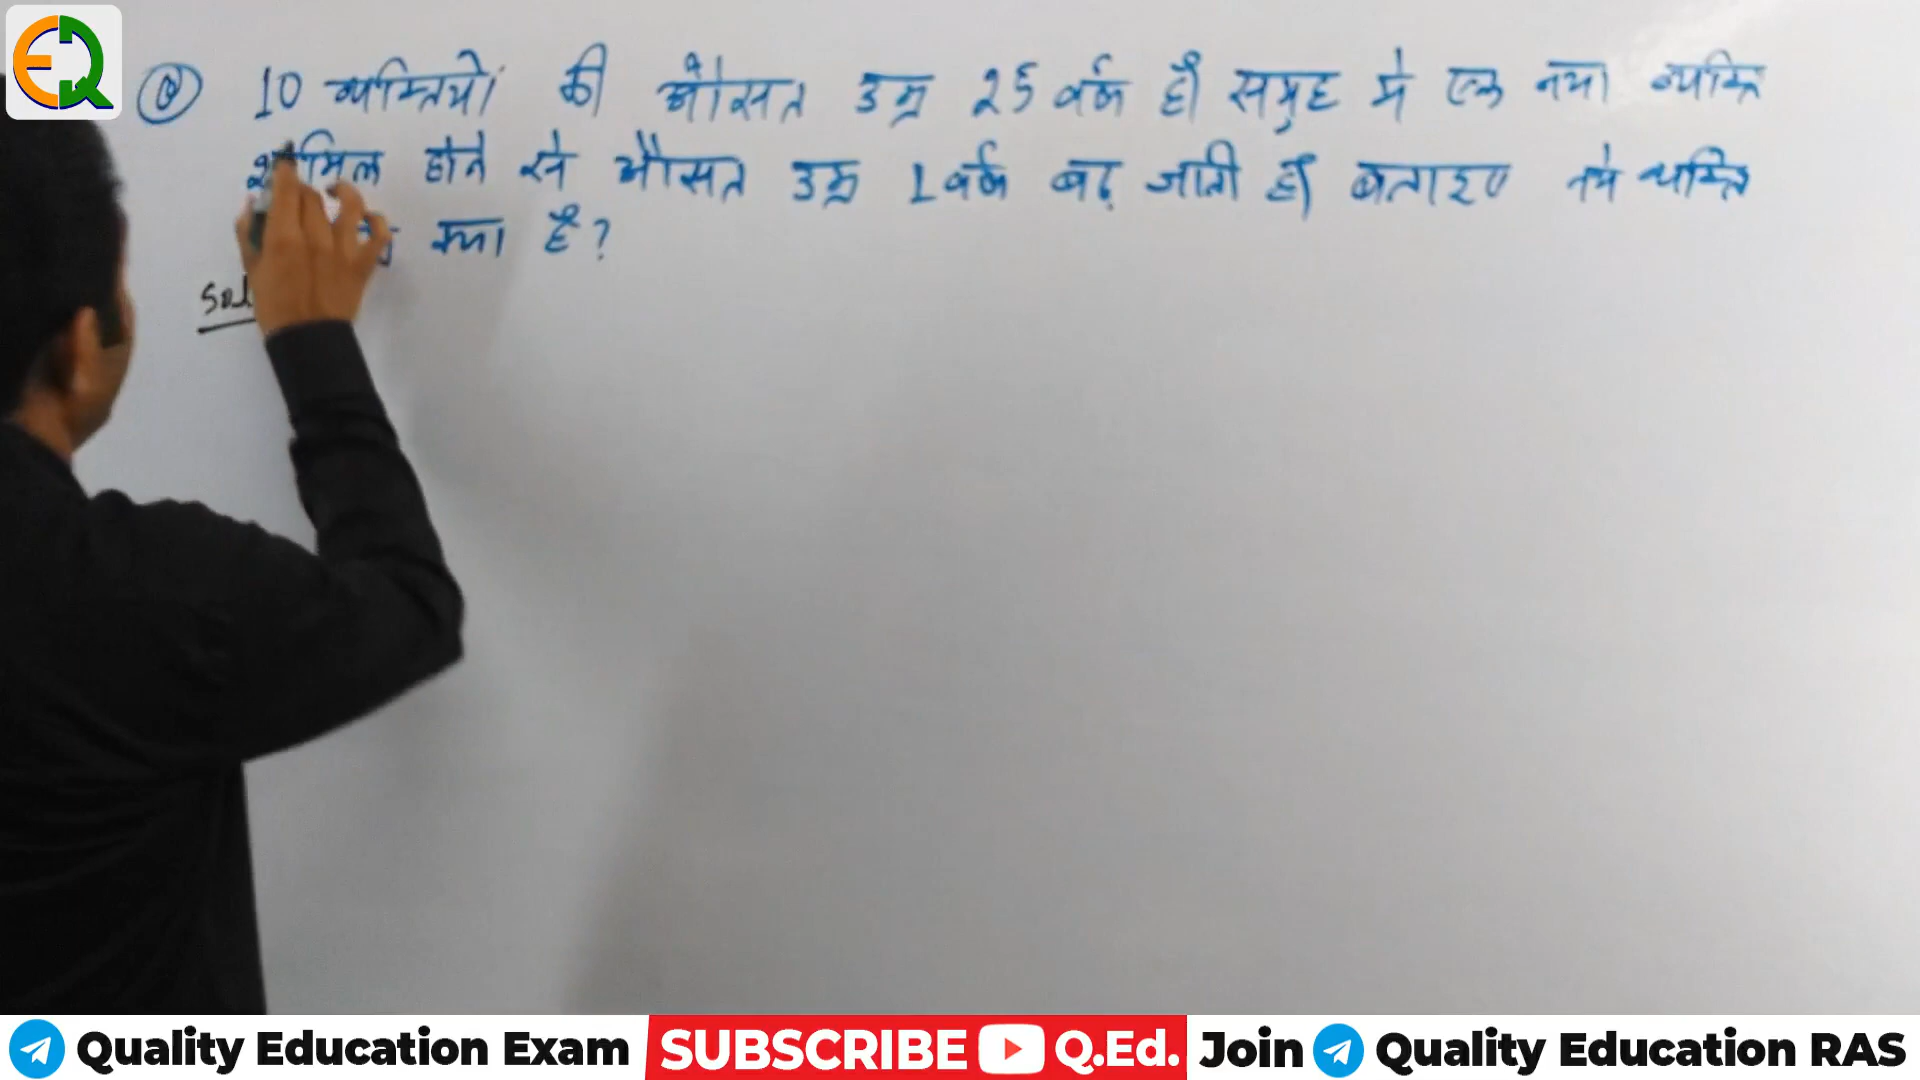 EQ
Q 10 व्यक्तियों की औसत उम्र 25 वर्ष है। समुह मे एक नया व्यक्ति
शामिल होने से औसत उम्र 1 वर्ष बढ़ जाती है। बताइए नये व्यक्ति
क्या है?
Sol
Quality Education Exam SUBSCRIBE Q.Ed. Join Quality Education RAS